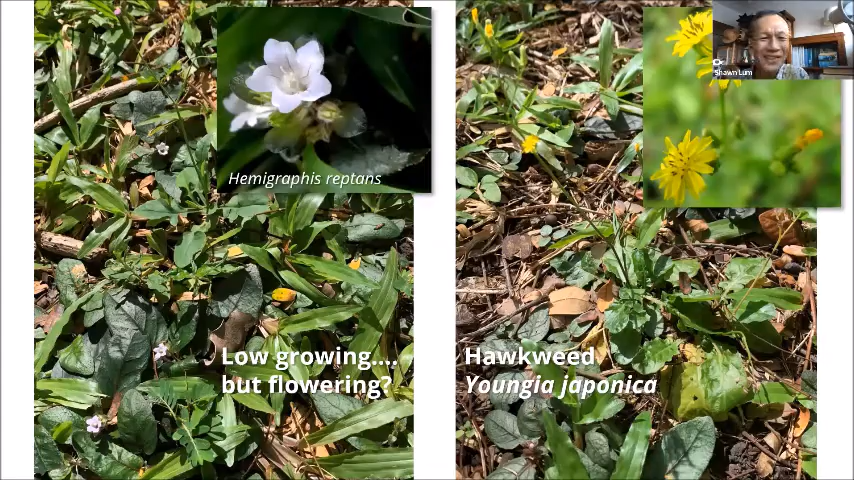 Hemigraphis reptans
Low growing....
but flowering?
Hawkweed
Youngia japonica
Shawn Lum